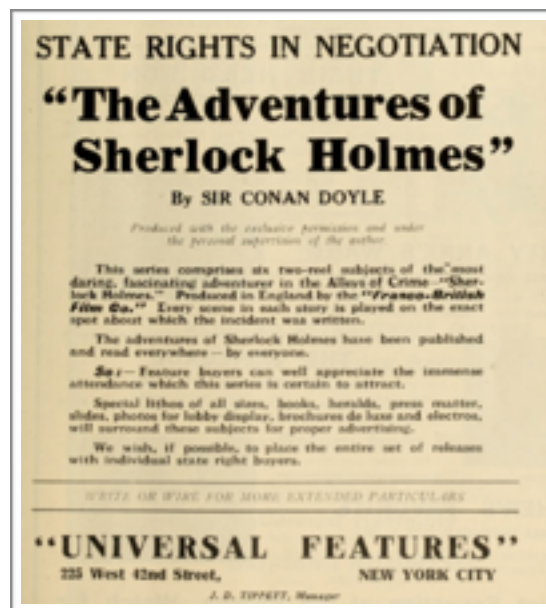 STATE RIGHTS IN NEGOTIATION
“The Adventures of
Sherlock Holmes”
By SIR CONAN DOYLE
Produced with the exclusive permission and under
the personal supervision of the author.
This series comprises six two-reel subjects of the most
daring, fascinating adventurer in the Alleys of Crime—"Sher-
lock Holmes." Produced in England by the "Franco-British
Film Co." Every scene in each story is played on the exact
spot about which the incident was written.
The adventures of Sherlock Holmes have been published
and read everywhere — by everyone.
So:— Feature buyers can well appreciate the immense
attendance which this series is certain to attract.
Special lithos of all sizes, books, heralds, press matter,
slides, photos for lobby display, brochures de luxe and electros,
will surround these subjects for proper advertising.
We wish, if possible, to place the entire set of releases
with individual state right buyers.
WRITE OR WIRE FOR MORE EXTENDED PARTICULARS
“UNIVERSAL FEATURES”
225 West 42nd Street, NEW YORK CITY
J. D. TIPPETT, Manager